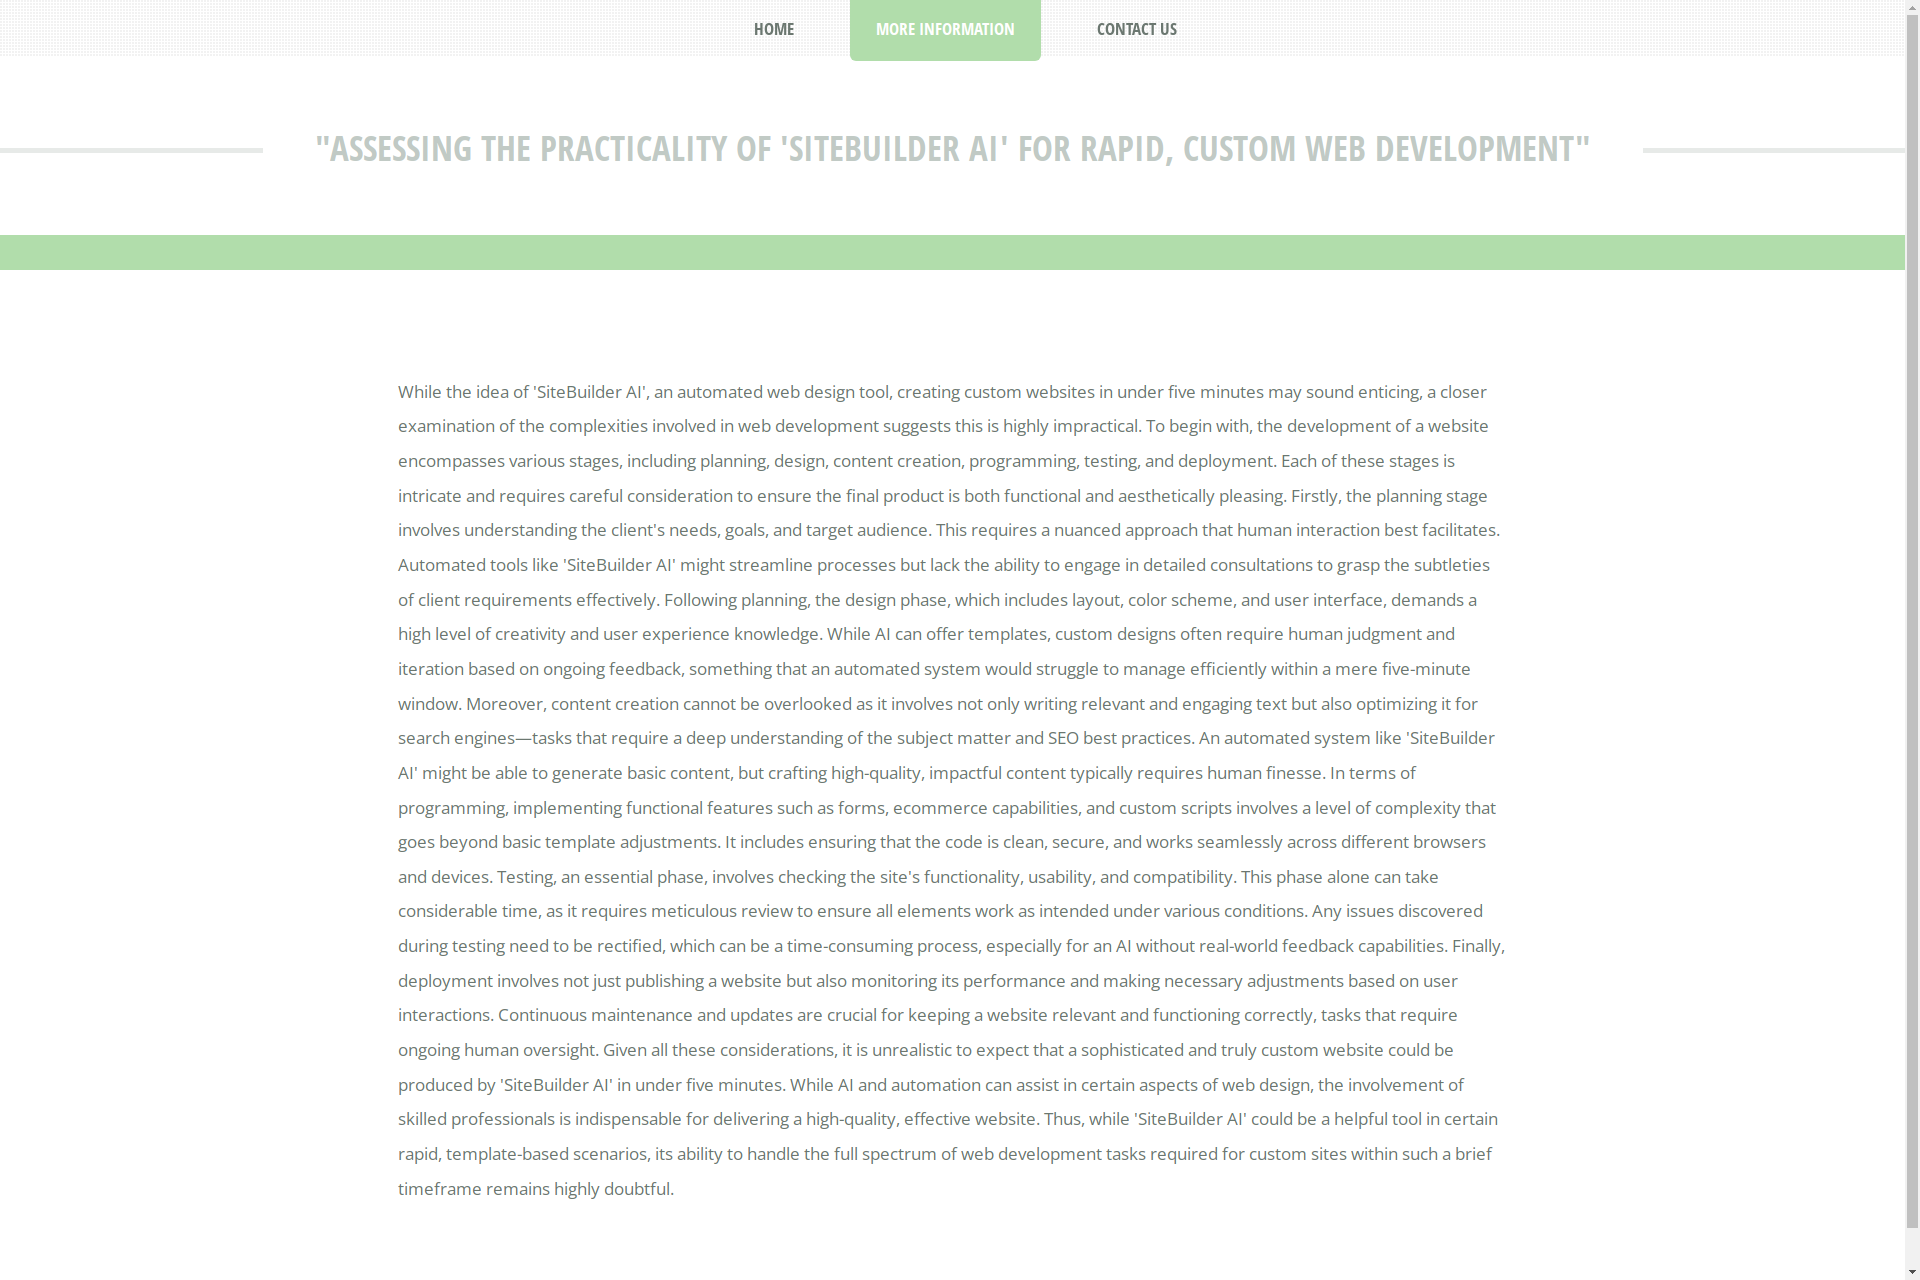 HOME
MORE INFORMATION
CONTACT US
"ASSESSING THE PRACTICALITY OF 'SITEBUILDER AI' FOR RAPID, CUSTOM WEB DEVELOPMENT"
While the idea of 'SiteBuilder AI', an automated web design tool, creating custom websites in under five minutes may sound enticing, a closer
examination of the complexities involved in web development suggests this is highly impractical. To begin with, the development of a website
encompasses various stages, including planning, design, content creation, programming, testing, and deployment. Each of these stages is
intricate and requires careful consideration to ensure the final product is both functional and aesthetically pleasing. Firstly, the planning stage
involves understanding the client's needs, goals, and target audience. This requires a nuanced approach that human interaction best facilitates.
Automated tools like 'SiteBuilder AI' might streamline processes but lack the ability to engage in detailed consultations to grasp the subtleties
of client requirements effectively. Following planning, the design phase, which includes layout, color scheme, and user interface, demands a
high level of creativity and user experience knowledge. While AI can offer templates, custom designs often require human judgment and
iteration based on ongoing feedback, something that an automated system would struggle to manage efficiently within a mere five-minute
window. Moreover, content creation cannot be overlooked as it involves not only writing relevant and engaging text but also optimizing it for
search engines—tasks that require a deep understanding of the subject matter and SEO best practices. An automated system like 'SiteBuilder
AI' might be able to generate basic content, but crafting high-quality, impactful content typically requires human finesse. In terms of
programming, implementing functional features such as forms, ecommerce capabilities, and custom scripts involves a level of complexity that
goes beyond basic template adjustments. It includes ensuring that the code is clean, secure, and works seamlessly across different browsers
and devices. Testing, an essential phase, involves checking the site's functionality, usability, and compatibility. This phase alone can take
considerable time, as it requires meticulous review to ensure all elements work as intended under various conditions. Any issues discovered
during testing need to be rectified, which can be a time-consuming process, especially for an AI without real-world feedback capabilities. Finally,
deployment involves not just publishing a website but also monitoring its performance and making necessary adjustments based on user
interactions. Continuous maintenance and updates are crucial for keeping a website relevant and functioning correctly, tasks that require
ongoing human oversight. Given all these considerations, it is unrealistic to expect that a sophisticated and truly custom website could be
produced by 'SiteBuilder AI' in under five minutes. While AI and automation can assist in certain aspects of web design, the involvement of
skilled professionals is indispensable for delivering a high-quality, effective website. Thus, while 'SiteBuilder AI' could be a helpful tool in certain
rapid, template-based scenarios, its ability to handle the full spectrum of web development tasks required for custom sites within such a brief
timeframe remains highly doubtful.